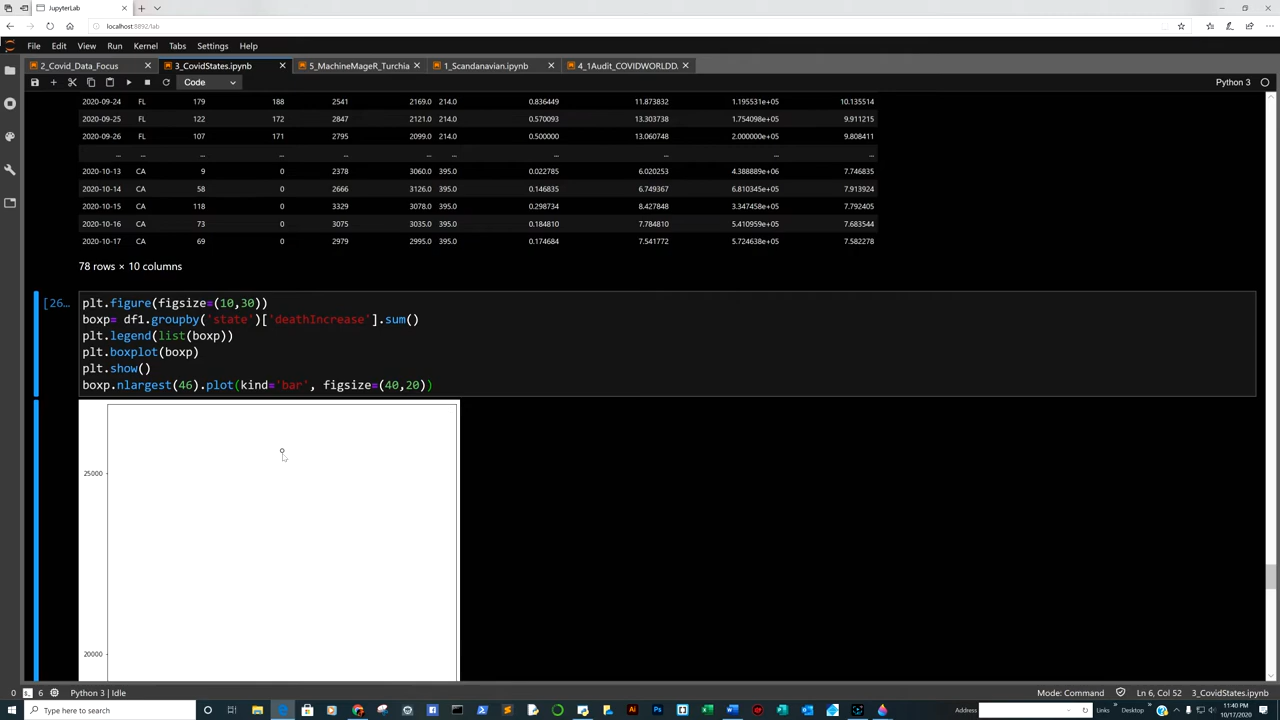 JupyterLab
localhost:8892/lab
File Edit View Run Kernel Tabs Settings Help
2_Covid_Data_Focus 3_CovidStates.ipynb 5_MachineMageR_Turchia 1_Scandanavian.ipynb 4_1Audit_COVIDWORLDD.
Code Python 3
2020-09-24 FL 179 188 2541 2169.0 214.0 0.836449 11.873832 1.195531e+05 10.135514
2020-09-25 FL 122 172 2847 2121.0 214.0 0.570093 13.303738 1.754098e+05 9.911215
2020-09-26 FL 107 171 2795 2099.0 214.0 0.500000 13.060748 2.000000e+05 9.808411
... ... ... ... ... ... ... ... ... ... ...
2020-10-13 CA 9 0 2378 3060.0 395.0 0.022785 6.020253 4.388889e+06 7.746835
2020-10-14 CA 58 0 2666 3126.0 395.0 0.146835 6.749367 6.810345e+05 7.913924
2020-10-15 CA 118 0 3329 3078.0 395.0 0.298734 8.427848 3.347458e+05 7.792405
2020-10-16 CA 73 0 3075 3035.0 395.0 0.184810 7.784810 5.410959e+05 7.683544
2020-10-17 CA 69 0 2979 2995.0 395.0 0.174684 7.541772 5.724638e+05 7.582278
78 rows × 10 columns
[26...
plt.figure(figsize=(10,30))
boxp= df1.groupby('state')['deathIncrease'].sum()
plt.legend(list(boxp))
plt.boxplot(boxp)
plt.show()
boxp.nlargest(46).plot(kind='bar', figsize=(40,20))
25000
20000
0 6 Python 3 | Idle Mode: Command Ln 6, Col 52 3_CovidStates.ipynb
Type here to search Address Links » Desktop » 11:40 PM
10/17/2020